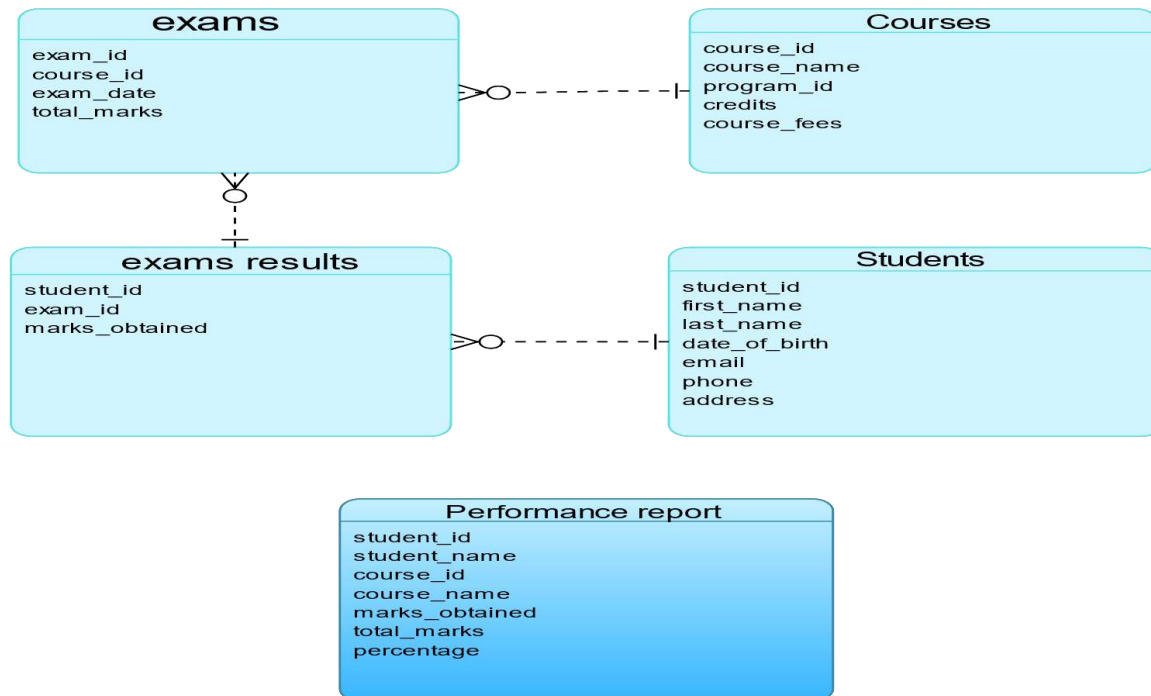 exams
exam_id
course_id
exam_date
total_marks
Courses
course_id
course_name
program_id
credits
course_fees
exams results
student_id
exam_id
marks_obtained
Students
student_id
first_name
last_name
date_of_birth
email
phone
address
Performance report
student_id
student_name
course_id
course_name
marks_obtained
total_marks
percentage